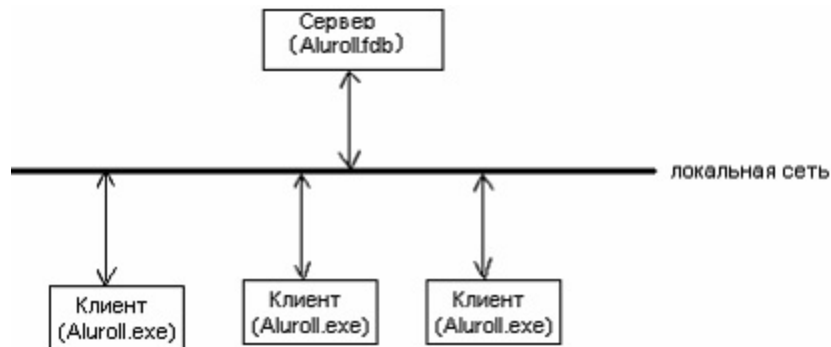 Сервер
(Aluroll.fdb)
локальная сеть
Клиент
(Aluroll.exe)
Клиент
(Aluroll.exe)
Клиент
(Aluroll.exe)